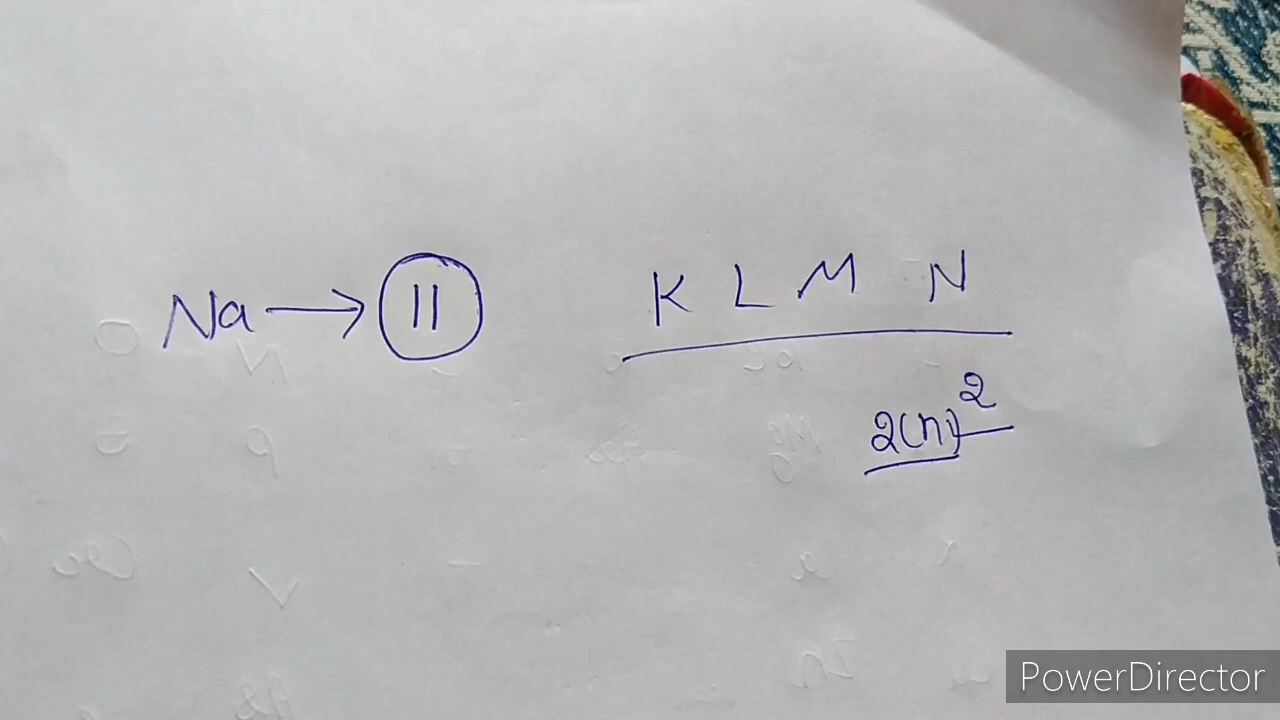 Na → 11 K L M N
2(n)²
PowerDirector